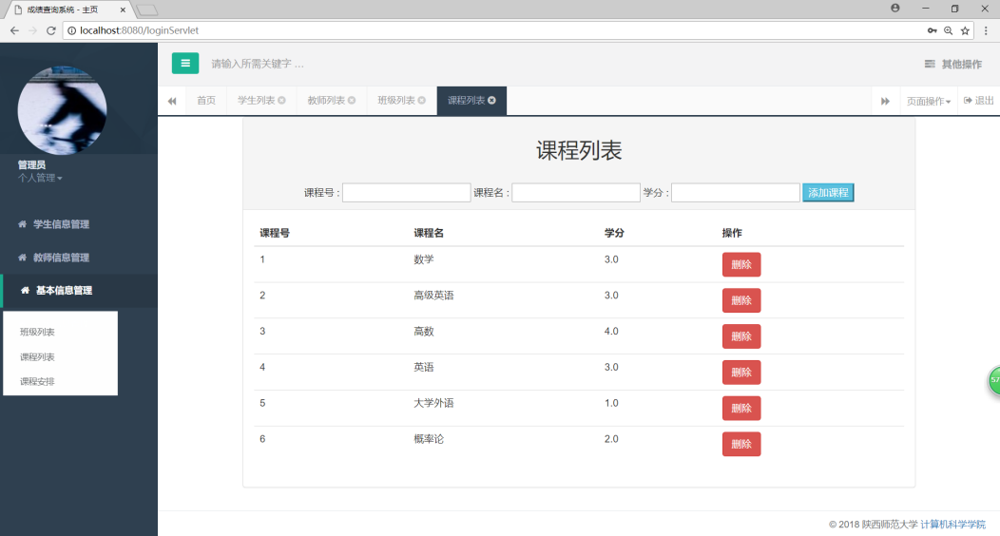 成绩查询系统 - 主页
localhost:8080/loginServlet
请输入所需关键字 ...
其他操作
首页 学生列表 教师列表 班级列表 课程列表 页面操作 退出
管理员
个人管理
学生信息管理
教师信息管理
基本信息管理
班级列表
课程列表
课程安排
课程列表
课程号 : 课程名 : 学分 : 添加课程
课程号 课程名 学分 操作
1 数学 3.0 删除
2 高级英语 3.0 删除
3 高数 4.0 删除
4 英语 3.0 删除
5 大学外语 1.0 删除
6 概率论 2.0 删除
57
© 2018 陕西师范大学 计算机科学学院